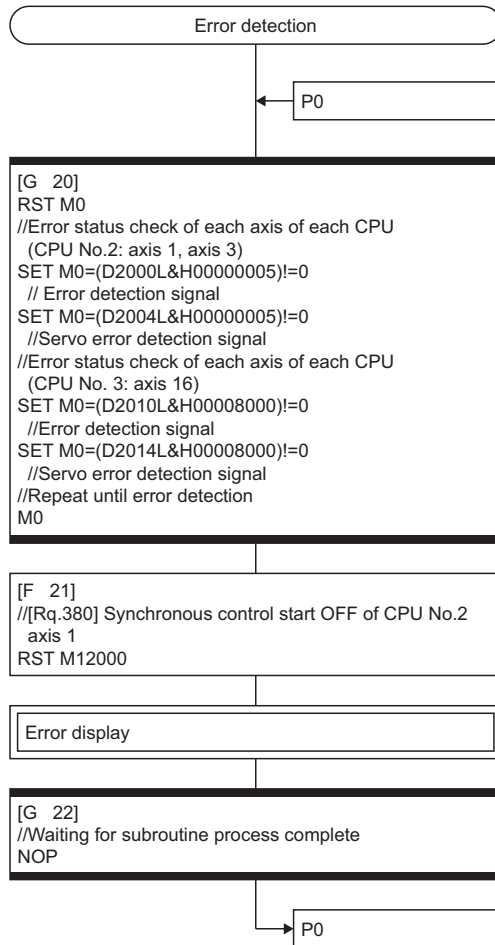 Error detection
P0
[G 20]
RST M0
//Error status check of each axis of each CPU
(CPU No.2: axis 1, axis 3)
SET M0=(D2000L&H00000005)!=0
// Error detection signal
SET M0=(D2004L&H00000005)!=0
//Servo error detection signal
//Error status check of each axis of each CPU
(CPU No. 3: axis 16)
SET M0=(D2010L&H00008000)!=0
//Error detection signal
SET M0=(D2014L&H00008000)!=0
//Servo error detection signal
//Repeat until error detection
M0
[F 21]
//[Rq.380] Synchronous control start OFF of CPU No.2
axis 1
RST M12000
Error display
[G 22]
//Waiting for subroutine process complete
NOP
P0